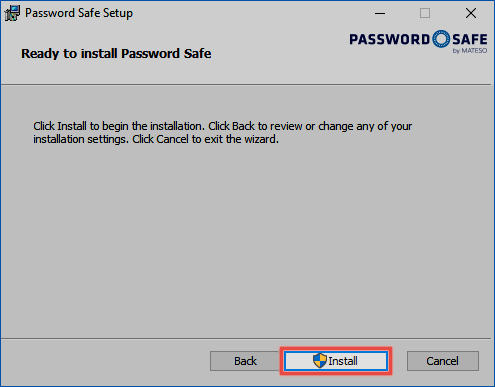 Password Safe Setup
Ready to install Password Safe
PASSWORD SAFE
by MATESO
Click Install to begin the installation. Click Back to review or change any of your
installation settings. Click Cancel to exit the wizard.
Back
Install
Cancel